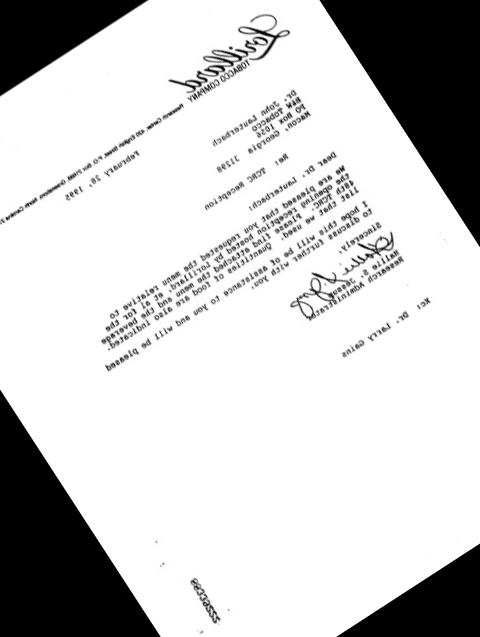 Lorillard
TOBACCO COMPANY
Research Center, 420 English Street, P.O. Box 21688, Greensboro, North Carolina
February 28, 1995
Dr. John Lauterbach
B&W Tobacco
PO Box 1056
Macon, Georgia 31298
Re: TCRC Reception
Dear Dr. Lauterbach:
We are pleased that you requested the menu relative to
the opening reception hosted by Lorillard, et al for the
48th TCRC. Please find attached the menu and the beverage
list that we used. Quantities of food are also indicated.
I hope this will be of assistance to you and will be pleased
to discuss further with you.
Sincerely,
Hallie S. Jessup
Research Administrator
Xc: Dr. Larry Gains